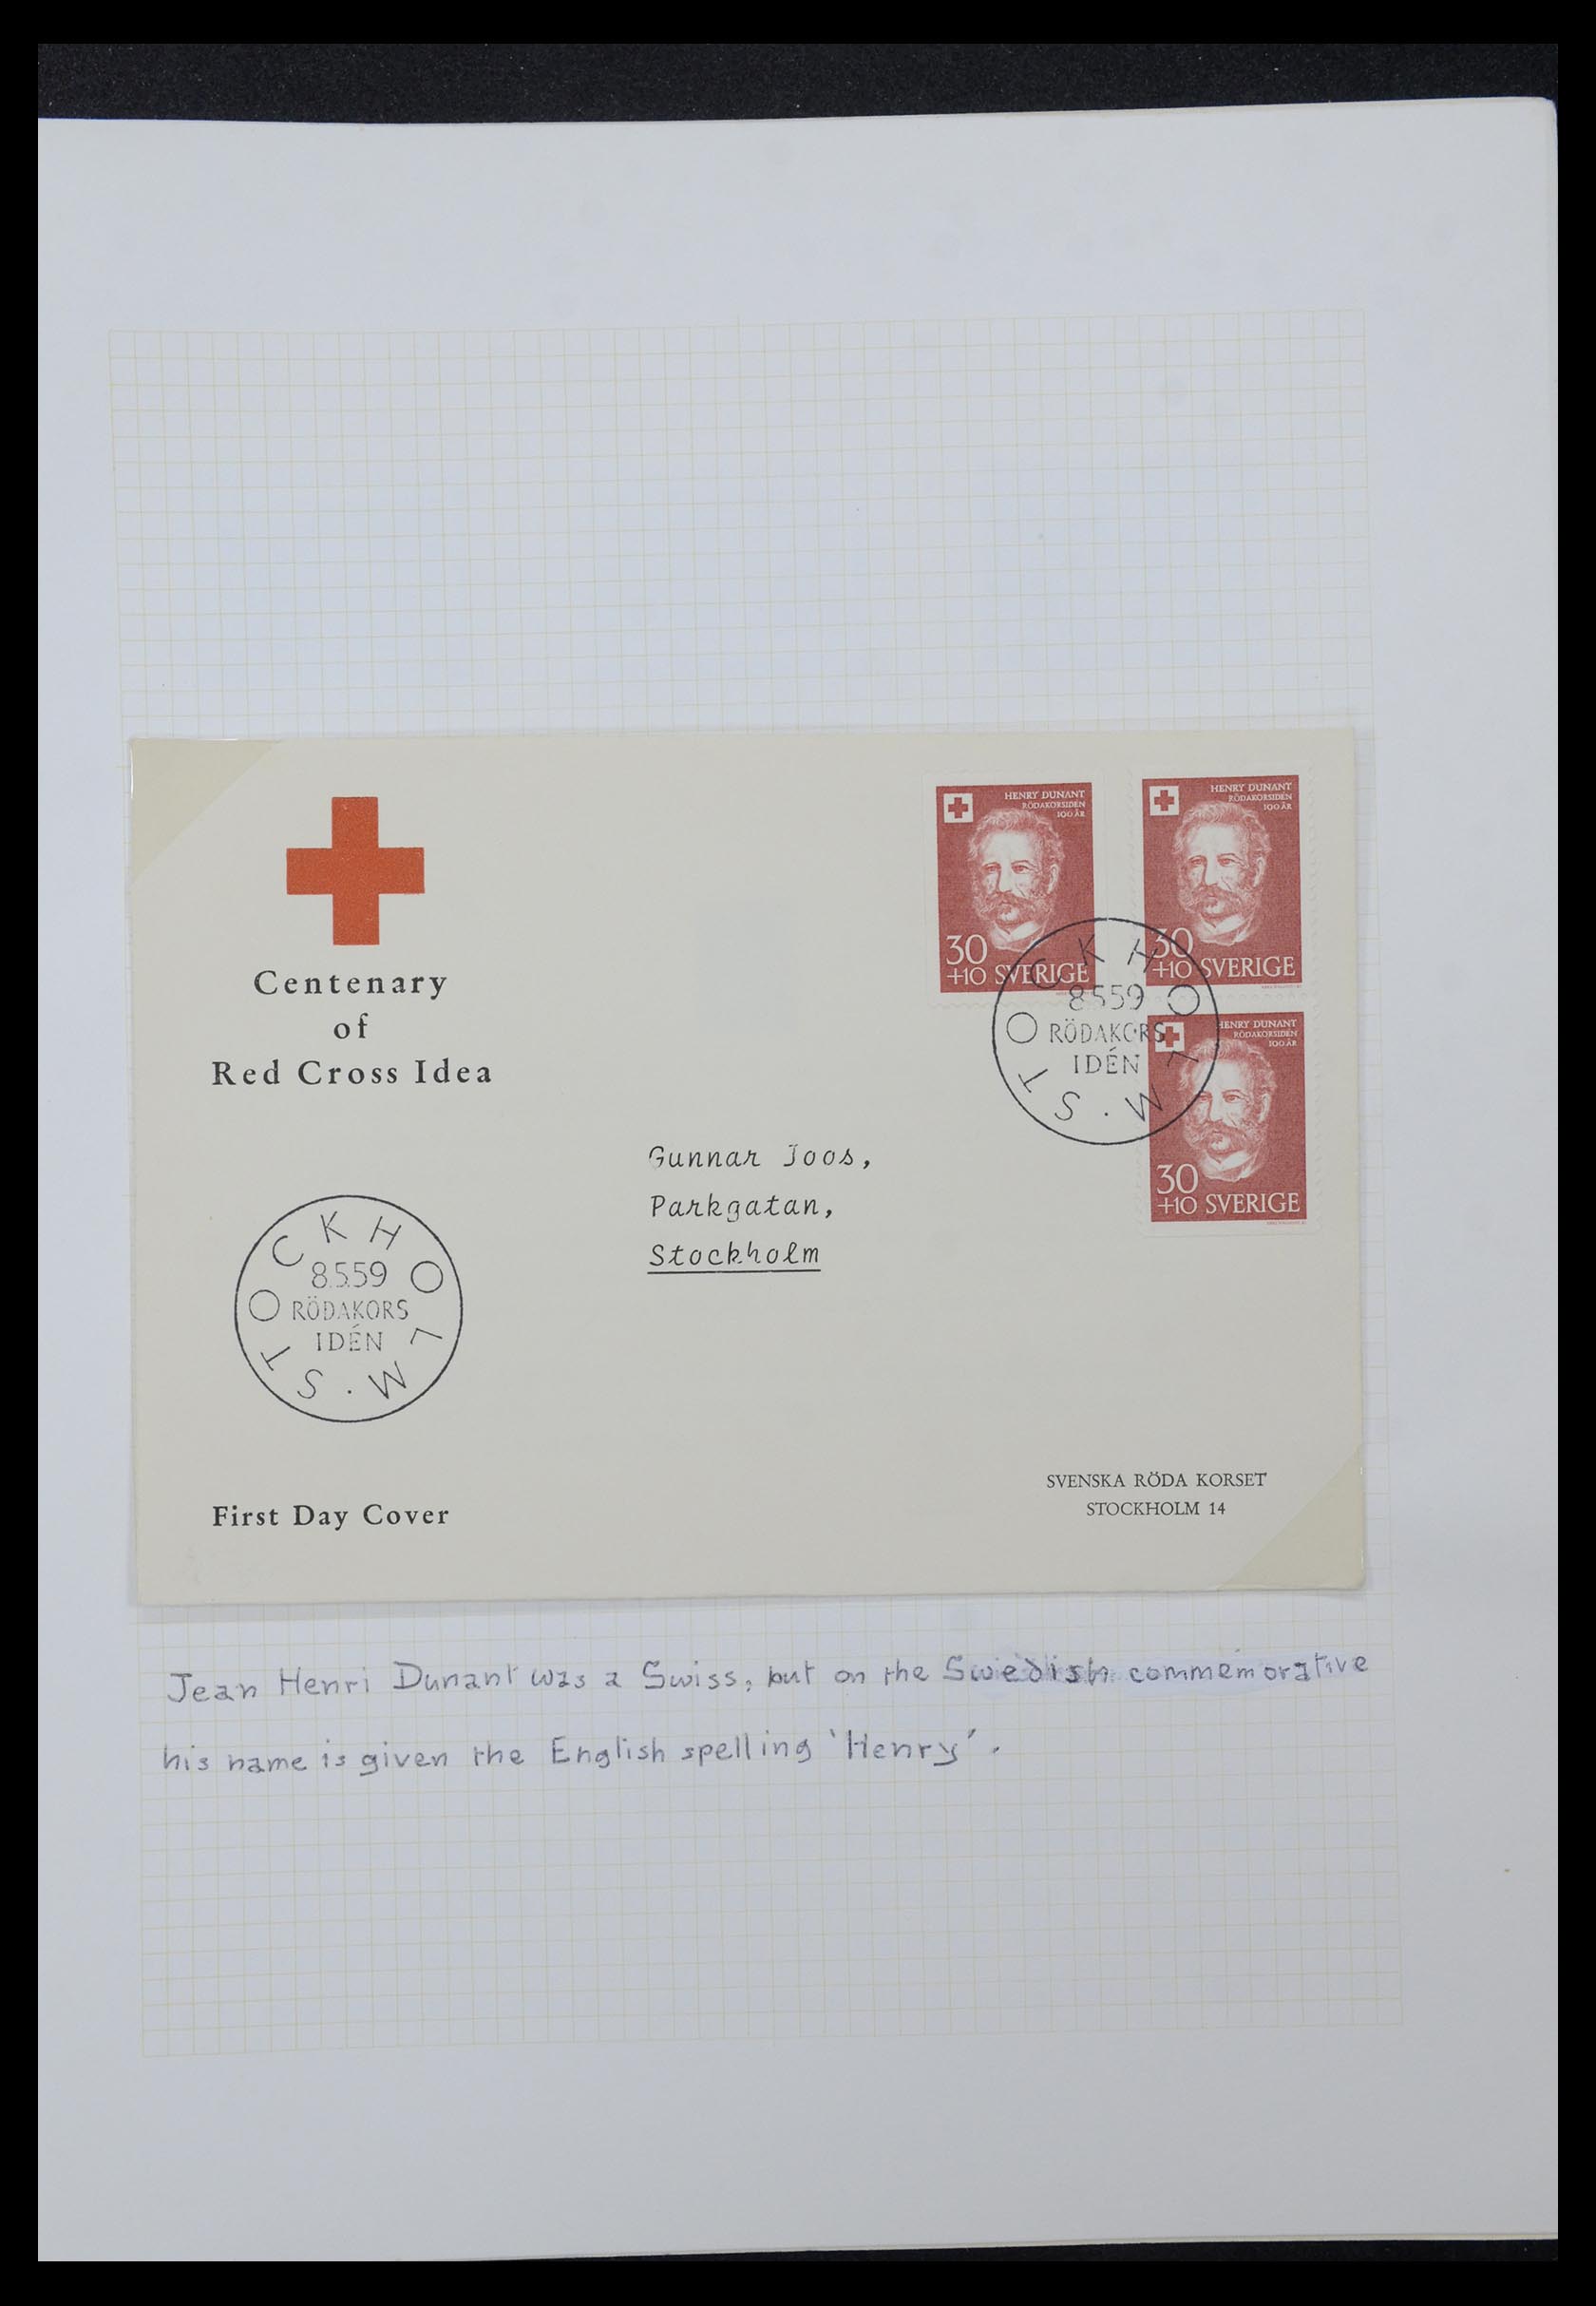 Centenary
of
Red Cross Idea
HENRY DUNANT
RÖDAKORSIDEN
100 ÅR
30
+10 SVERIGE
HENRY DUNANT
RÖDAKORSIDEN
100 ÅR
30
+10 SVERIGE
STOCKHOLM.
8.5.59
RÖDAKORS
IDÉN
HENRY DUNANT
RÖDAKORSIDEN
100 ÅR
30
+10 SVERIGE
Gunnar Joos,
Parkgatan,
Stockholm
STOCKHOLM.
8.5.59
RÖDAKORS
IDÉN
First Day Cover
SVENSKA RÖDA KORSET
STOCKHOLM 14
Jean Henri Dunant was a Swiss, but on the Swedish commemorative
his name is given the English spelling 'Henry'.